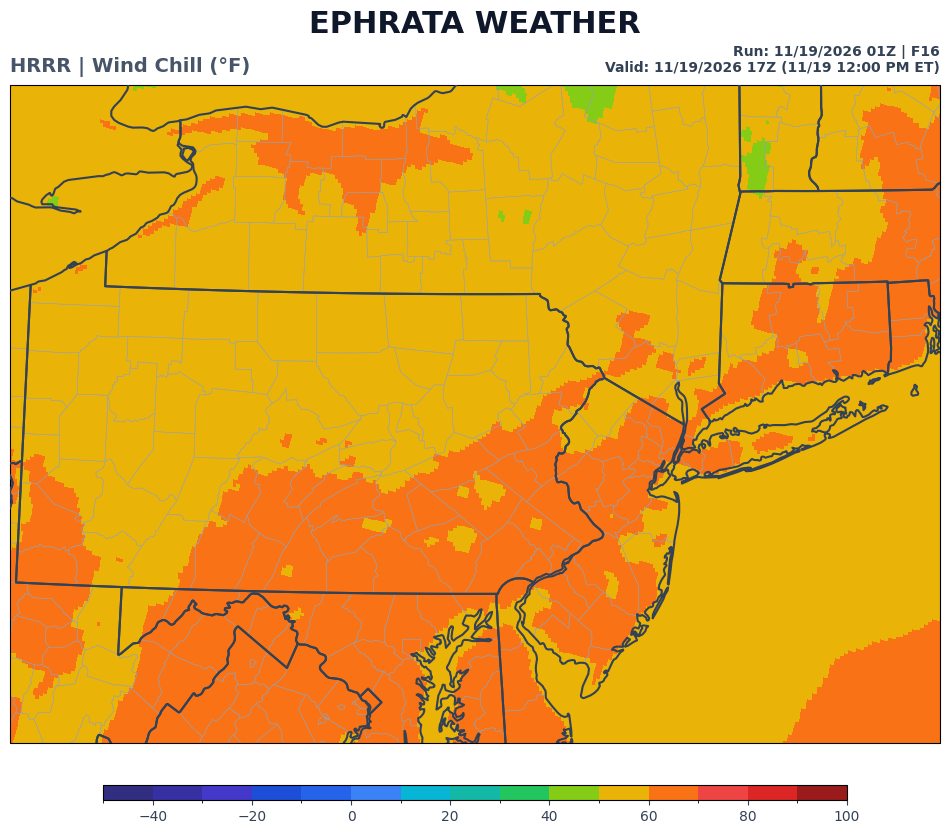 EPHRATA WEATHER
HRRR | Wind Chill (°F)
Run: 11/19/2026 01Z | F16
Valid: 11/19/2026 17Z (11/19 12:00 PM ET)
−40 −20 0 20 40 60 80 100